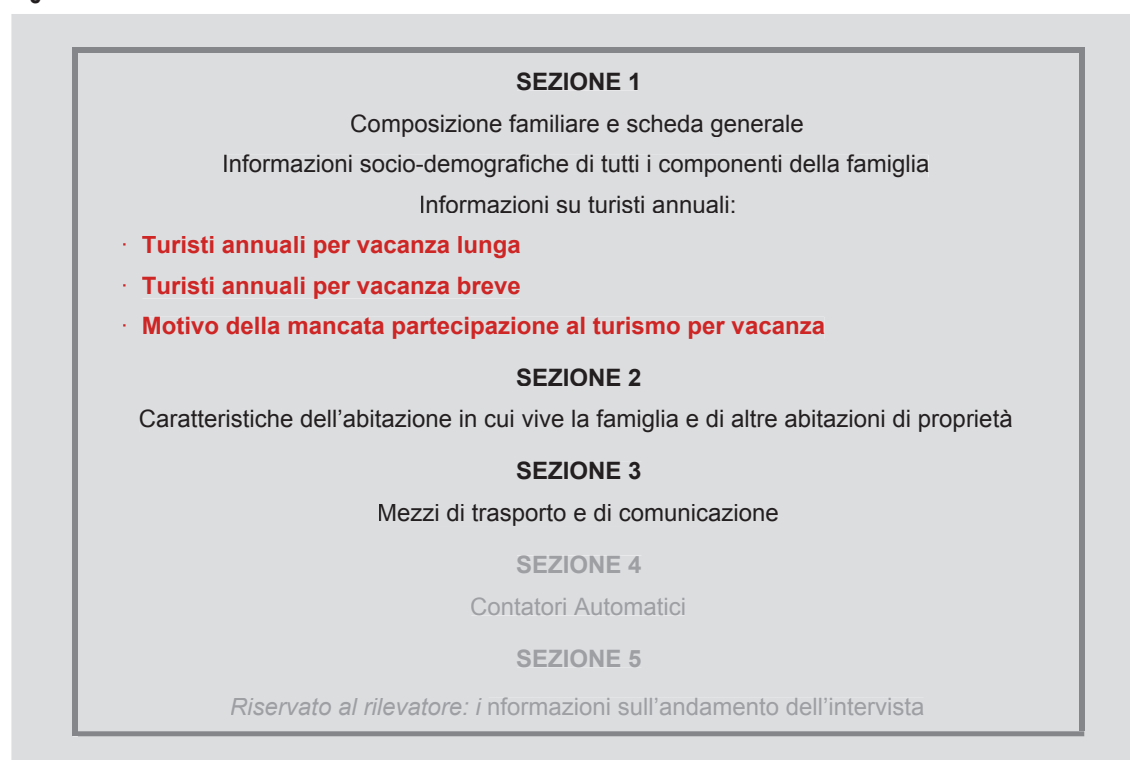 SEZIONE 1
Composizione familiare e scheda generale
Informazioni socio-demografiche di tutti i componenti della famiglia
Informazioni su turisti annuali:
· Turisti annuali per vacanza lunga
· Turisti annuali per vacanza breve
· Motivo della mancata partecipazione al turismo per vacanza
SEZIONE 2
Caratteristiche dell’abitazione in cui vive la famiglia e di altre abitazioni di proprietà
SEZIONE 3
Mezzi di trasporto e di comunicazione
SEZIONE 4
Contatori Automatici
SEZIONE 5
Riservato al rilevatore: i nformazioni sull’andamento dell’intervista